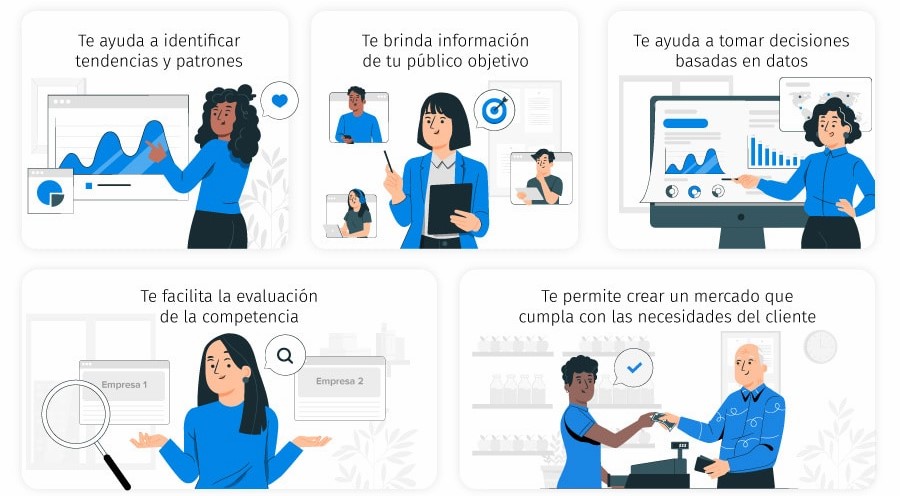 Te ayuda a identificar
tendencias y patrones
Te brinda información
de tu público objetivo
Te ayuda a tomar decisiones
basadas en datos
Te facilita la evaluación
de la competencia
Empresa 1
Empresa 2
Te permite crear un mercado que
cumpla con las necesidades del cliente